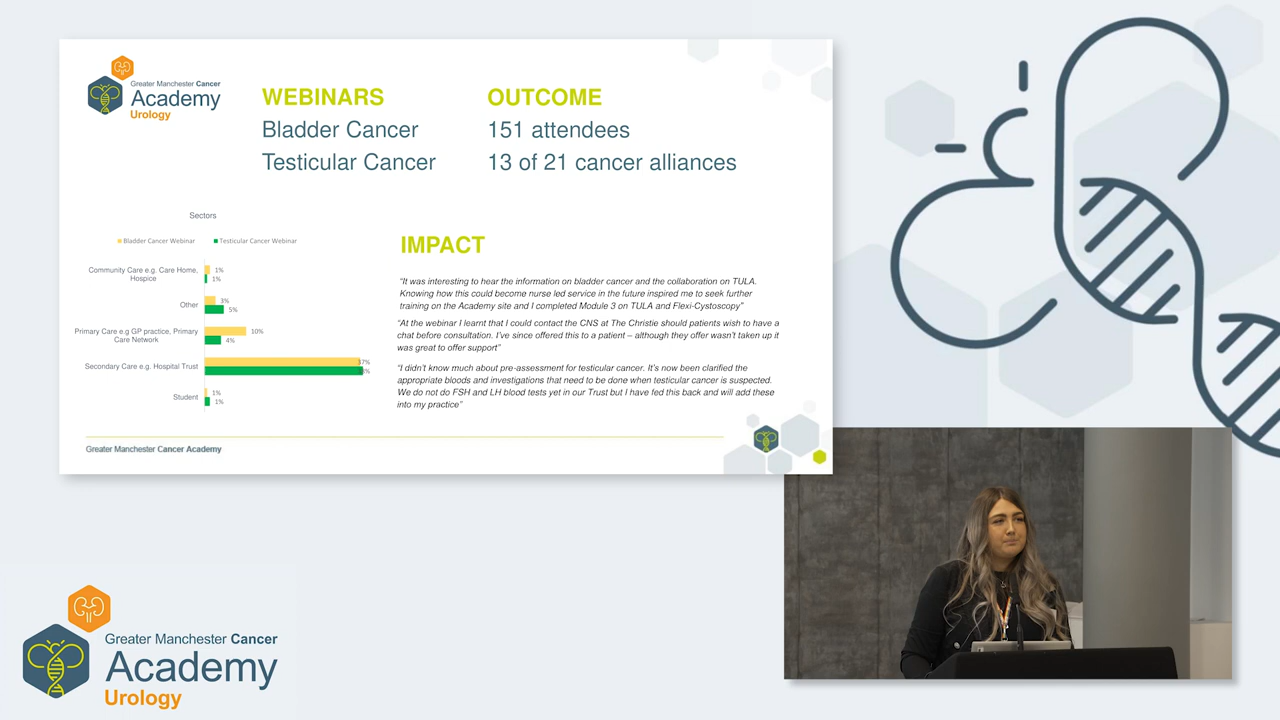 Greater Manchester Cancer
Academy
Urology
WEBINARS
Bladder Cancer
Testicular Cancer
OUTCOME
151 attendees
13 of 21 cancer alliances
Sectors
Bladder Cancer Webinar
Testicular Cancer Webinar
Community Care e.g. Care Home,
Hospice
1%
1%
Other
3%
5%
Primary Care e.g GP practice, Primary
Care Network
10%
4%
Secondary Care e.g. Hospital Trust
Student
1%
1%
IMPACT
“It was interesting to hear the information on bladder cancer and the collaboration on TULA.
Knowing how this could become nurse led service in the future inspired me to seek further
training on the Academy site and I completed Module 3 on TULA and Flexi-Cystoscopy”
“At the webinar I learnt that I could contact the CNS at The Christie should patients wish to have a
chat before consultation. I’ve since offered this to a patient – although they offer wasn’t taken up it
was great to offer support”
“I didn’t know much about pre-assessment for testicular cancer. It’s now been clarified the
appropriate bloods and investigations that need to be done when testicular cancer is suspected.
We do not do FSH and LH blood tests yet in our Trust but I have fed this back and will add these
into my practice”
Greater Manchester Cancer Academy
Greater Manchester Cancer
Academy
Urology